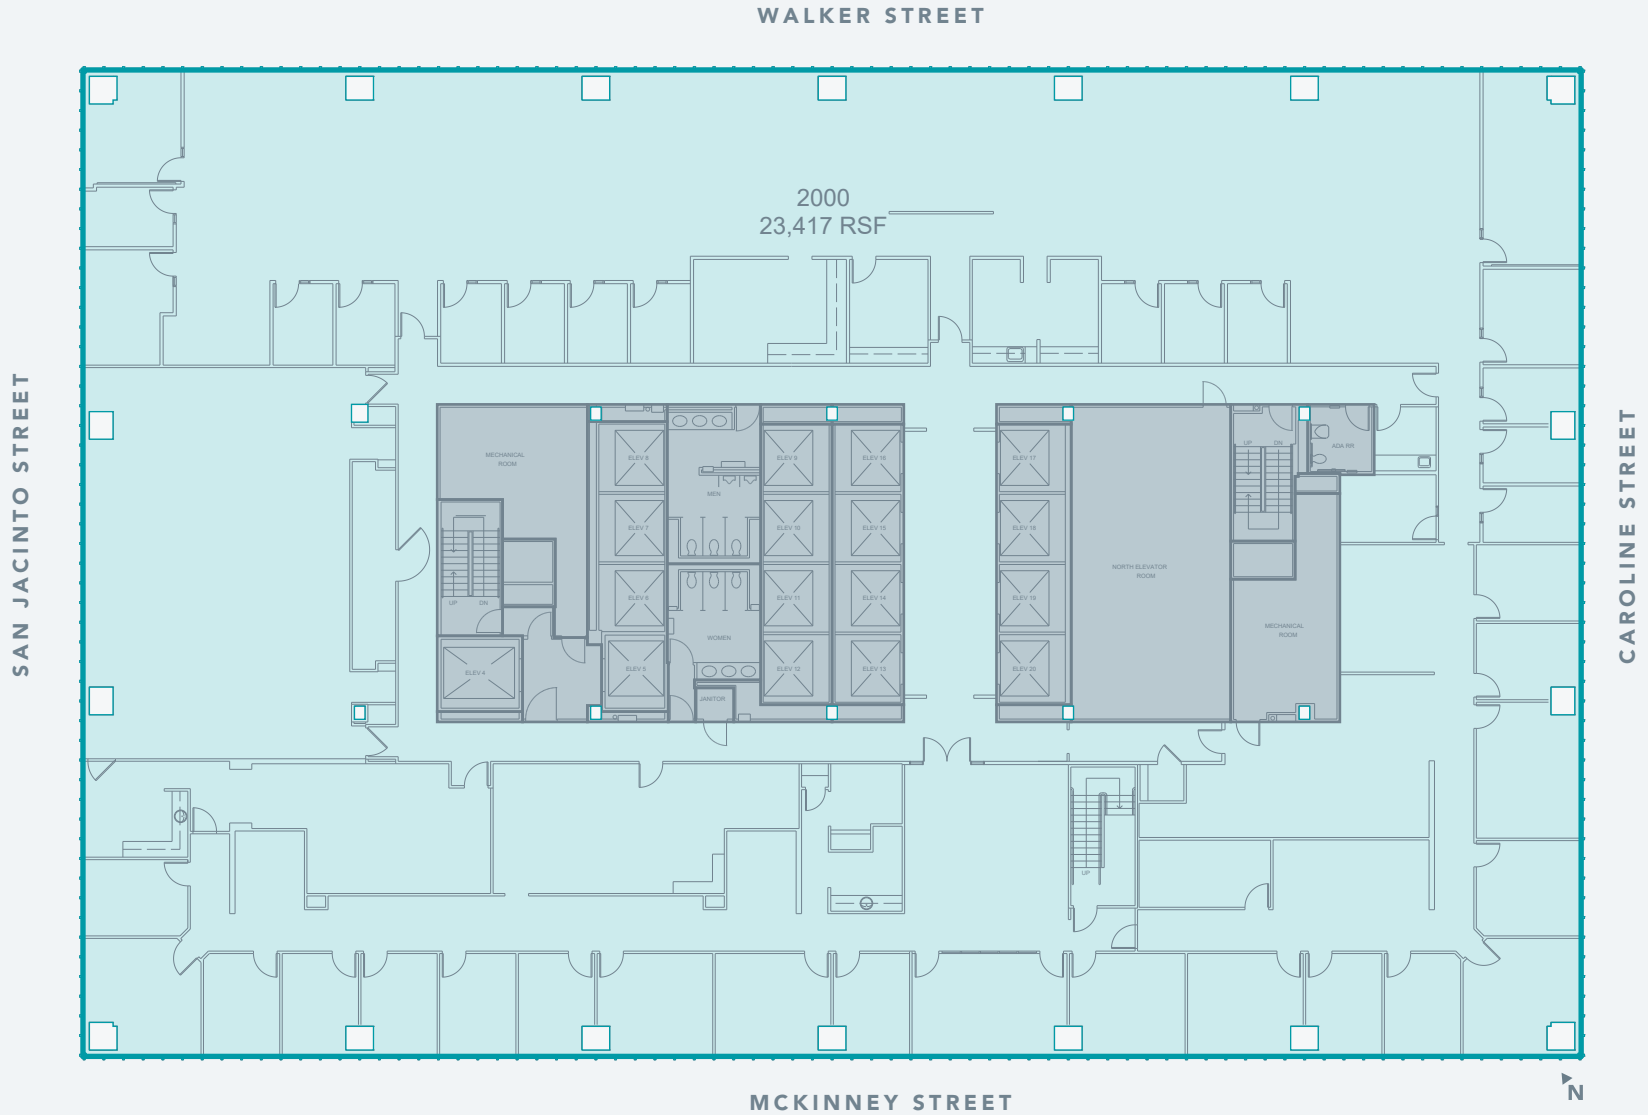 WALKER STREET
2000
23,417 RSF
SAN JACINTO STREET
CAROLINE STREET
MECHANICAL
ROOM
ELEV 8
MEN
ELEV 9
ELEV 16
ELEV 17
UP
DN
ADA RR
ELEV 7
ELEV 10
ELEV 15
ELEV 18
NORTH ELEVATOR
ROOM
UP
DN
ELEV 6
ELEV 11
ELEV 14
ELEV 19
WOMEN
MECHANICAL
ROOM
ELEV 4
ELEV 5
ELEV 12
ELEV 13
ELEV 20
JANITOR
UP
MCKINNEY STREET
N